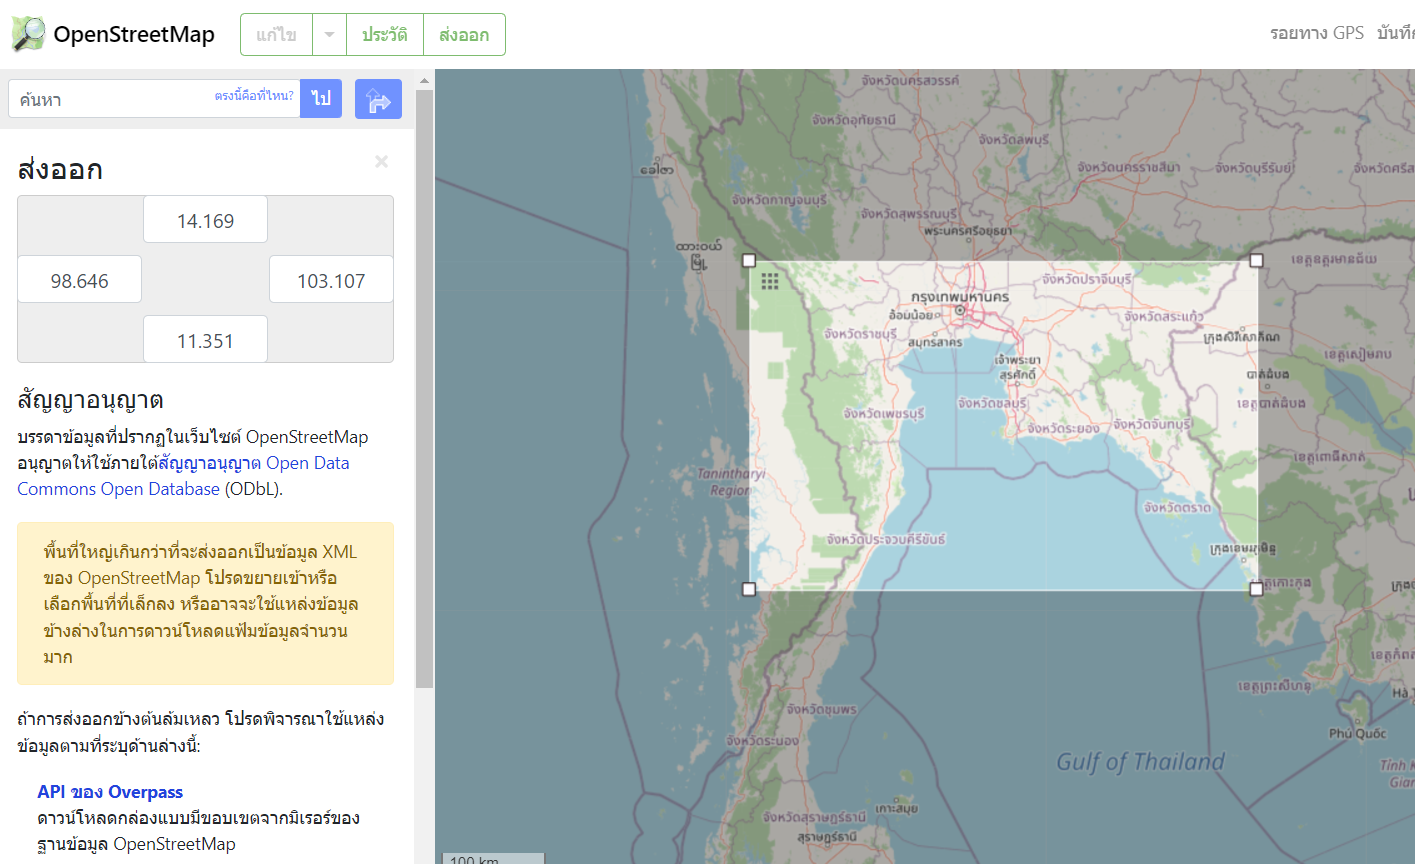 OpenStreetMap
แก้ไข
ประวัติ
ส่งออก
รอยทาง GPS
ค้นหา
ตรงนี้คือที่ไหน?
ไป
ส่งออก
14.169
98.646
103.107
11.351
สัญญาอนุญาต
บรรดาข้อมูลที่ปรากฏในเว็บไซต์ OpenStreetMap
อนุญาตให้ใช้ภายใต้สัญญาอนุญาต Open Data
Commons Open Database (ODbL).
พื้นที่ใหญ่เกินกว่าที่จะส่งออกเป็นข้อมูล XML
ของ OpenStreetMap โปรดขยายเข้าหรือ
เลือกพื้นที่ที่เล็กลง หรืออาจจะใช้แหล่งข้อมูล
ข้างล่างในการดาวน์โหลดแฟ้มข้อมูลจำนวน
มาก
ถ้าการส่งออกข้างต้นล้มเหลว โปรดพิจารณาใช้แหล่ง
ข้อมูลตามที่ระบุด้านล่างนี้:
API ของ Overpass
ดาวน์โหลดกล่องแบบมีขอบเขตจากมิเรอร์ของ
ฐานข้อมูล OpenStreetMap
จังหวัดนครสวรรค์
จังหวัดอุทัยธานี
จังหวัดลพบุรี
จังหวัดนครราชสีมา
จังหวัดบุรีรัมย์
จังหวัดกาญจนบุรี
จังหวัดสุพรรณบุรี
พระนครศรีอยุธยา
จังหวัดปราจีนบุรี
กรุงเทพมหานคร
อ้อมน้อย
จังหวัดสระแก้ว
จังหวัดราชบุรี
สมุทรสาคร
เจ้าพระยา
สุรศักดิ์
จังหวัดเพชรบุรี
จังหวัดชลบุรี
จังหวัดระยอง
จังหวัดจันทบุรี
Tanintharyi
Region
จังหวัดตราด
จังหวัดประจวบคีรีขันธ์
จังหวัดชุมพร
จังหวัดระนอง
Phú Quốc
Gulf of Thailand
เกาะสมุย
จังหวัดสุราษฎร์ธานี
สุราษฎร์ธานี
100 km